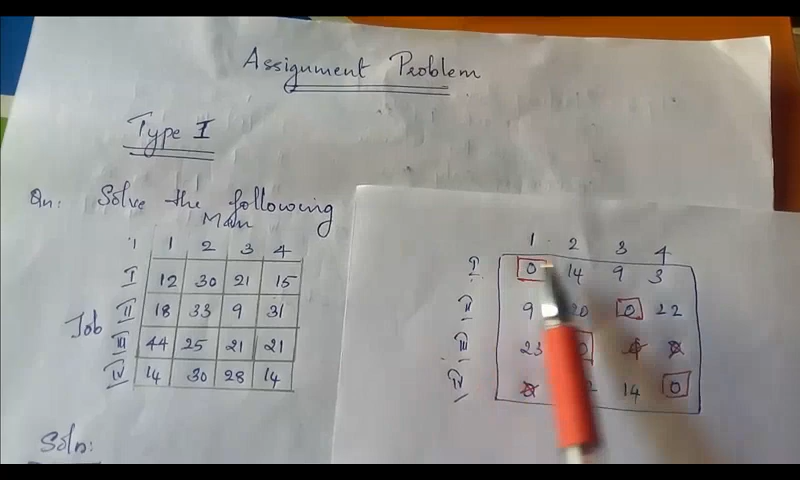 Assignment Problem
Type I
Qn: Solve the following
Man
1 2 3 4
I 12 30 21 15
II 18 33 9 31
Job
III 44 25 21 21
IV 14 30 28 14
Soln:
1 2 3 4
I 0 14 9 3
II 9 20 0 22
III 23 0 0
IV 0 14 0